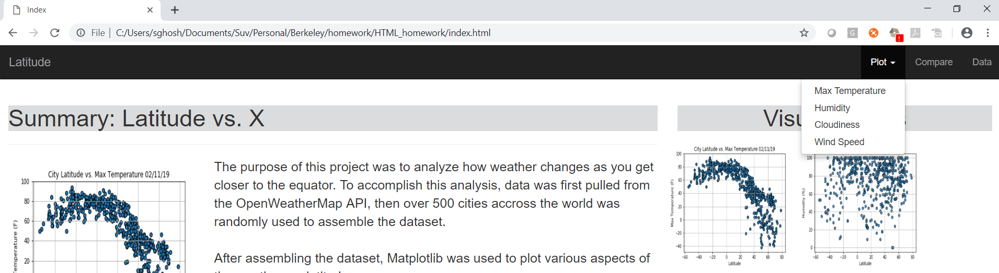 Index
File
C:/Users/sghosh/Documents/Suv/Personal/Berkeley/homework/HTML_homework/index.html
G
Latitude
Plot
Compare
Data
Max Temperature
Humidity
Cloudiness
Wind Speed
Summary: Latitude vs. X
City Latitude vs. Max Temperature 02/11/19
100
80
60
40
20
The purpose of this project was to analyze how weather changes as you get
closer to the equator. To accomplish this analysis, data was first pulled from
the OpenWeatherMap API, then over 500 cities accross the world was
randomly used to assemble the dataset.
After assembling the dataset, Matplotlib was used to plot various aspects of
City Latitude vs. Max Temperature 02/11/19
Max Temperature (F)
100
80
60
40
20
0
−20
−40
−60 −40 −20 0 20 40 60 80
Latitude
Humidity (%)
100
80
60
40
20
0
−60 −40 −20 0 20 40 60 80
Latitude